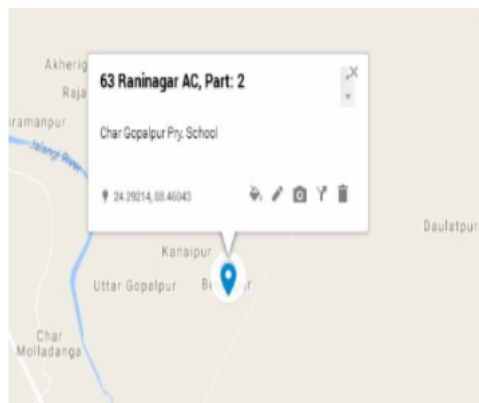 Akherig
Raja
iramanpur
Jalangi River
63 Raninagar AC, Part: 2
Char Gopalpur Pry. School
24.29214, 88.46043
Daulatpur
Kanaipur
Uttar Gopalpur
Char
Molladanga